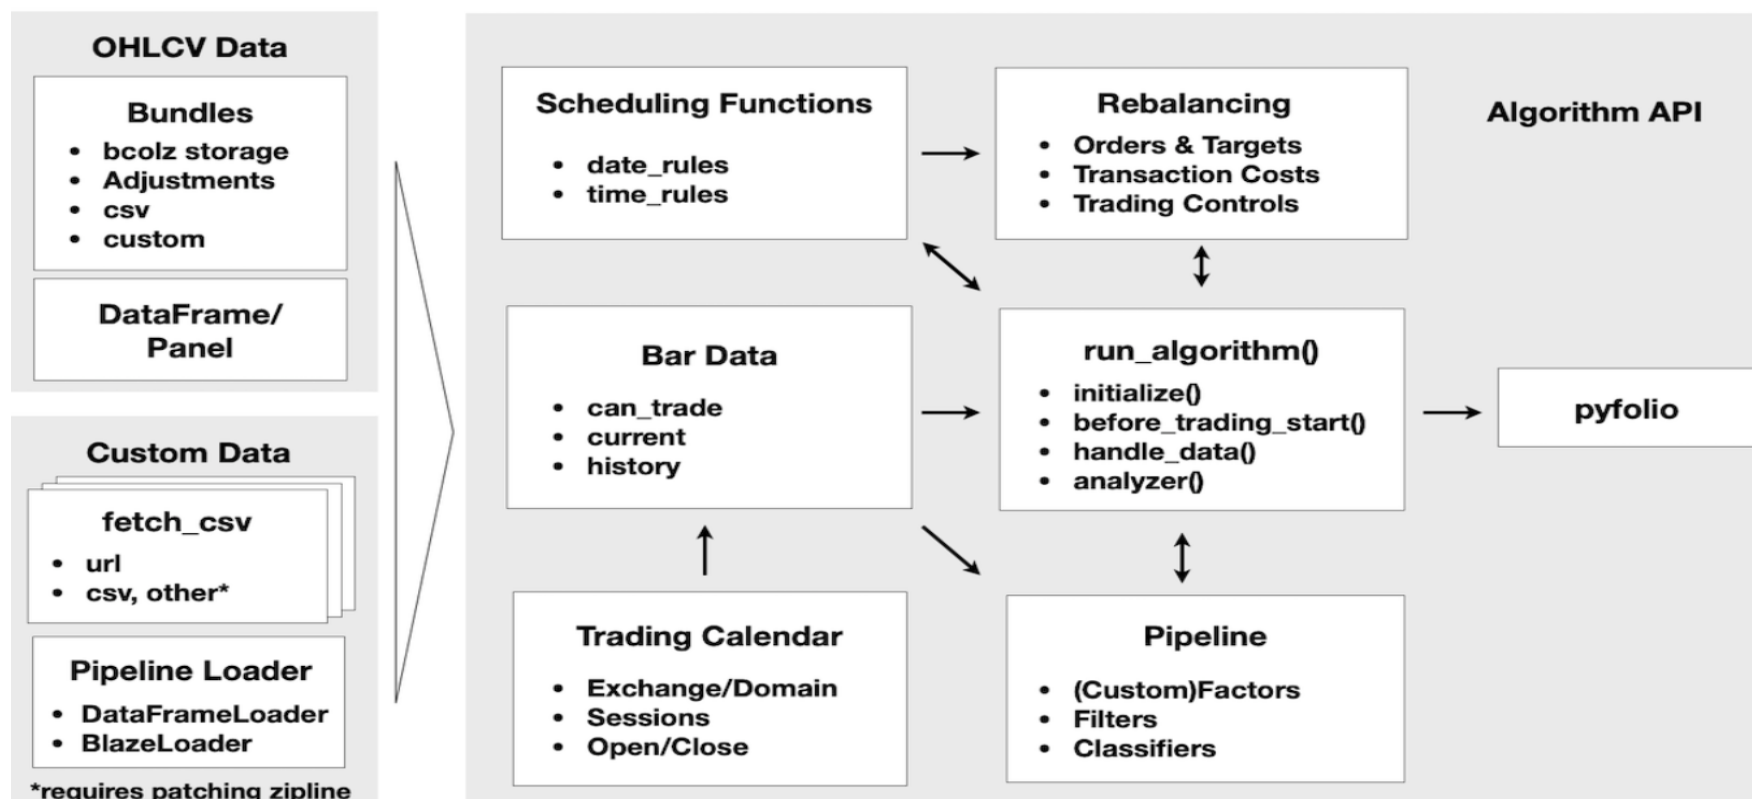 OHLCV Data
Bundles
• bcolz storage
• Adjustments
• csv
• custom
DataFrame/
Panel
Custom Data
fetch_csv
• url
• csv, other*
Pipeline Loader
• DataFrameLoader
• BlazeLoader
*requires patching zipline
Scheduling Functions
• date_rules
• time_rules
Rebalancing
• Orders & Targets
• Transaction Costs
• Trading Controls
Algorithm API
Bar Data
• can_trade
• current
• history
run_algorithm()
• initialize()
• before_trading_start()
• handle_data()
• analyzer()
pyfolio
Trading Calendar
• Exchange/Domain
• Sessions
• Open/Close
Pipeline
• (Custom)Factors
• Filters
• Classifiers